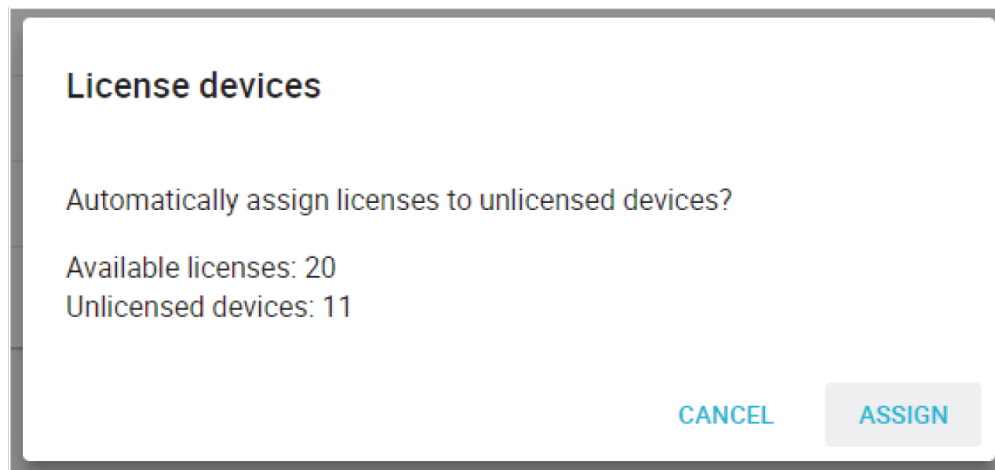 License devices
Automatically assign licenses to unlicensed devices?
Available licenses: 20
Unlicensed devices: 11
CANCEL ASSIGN